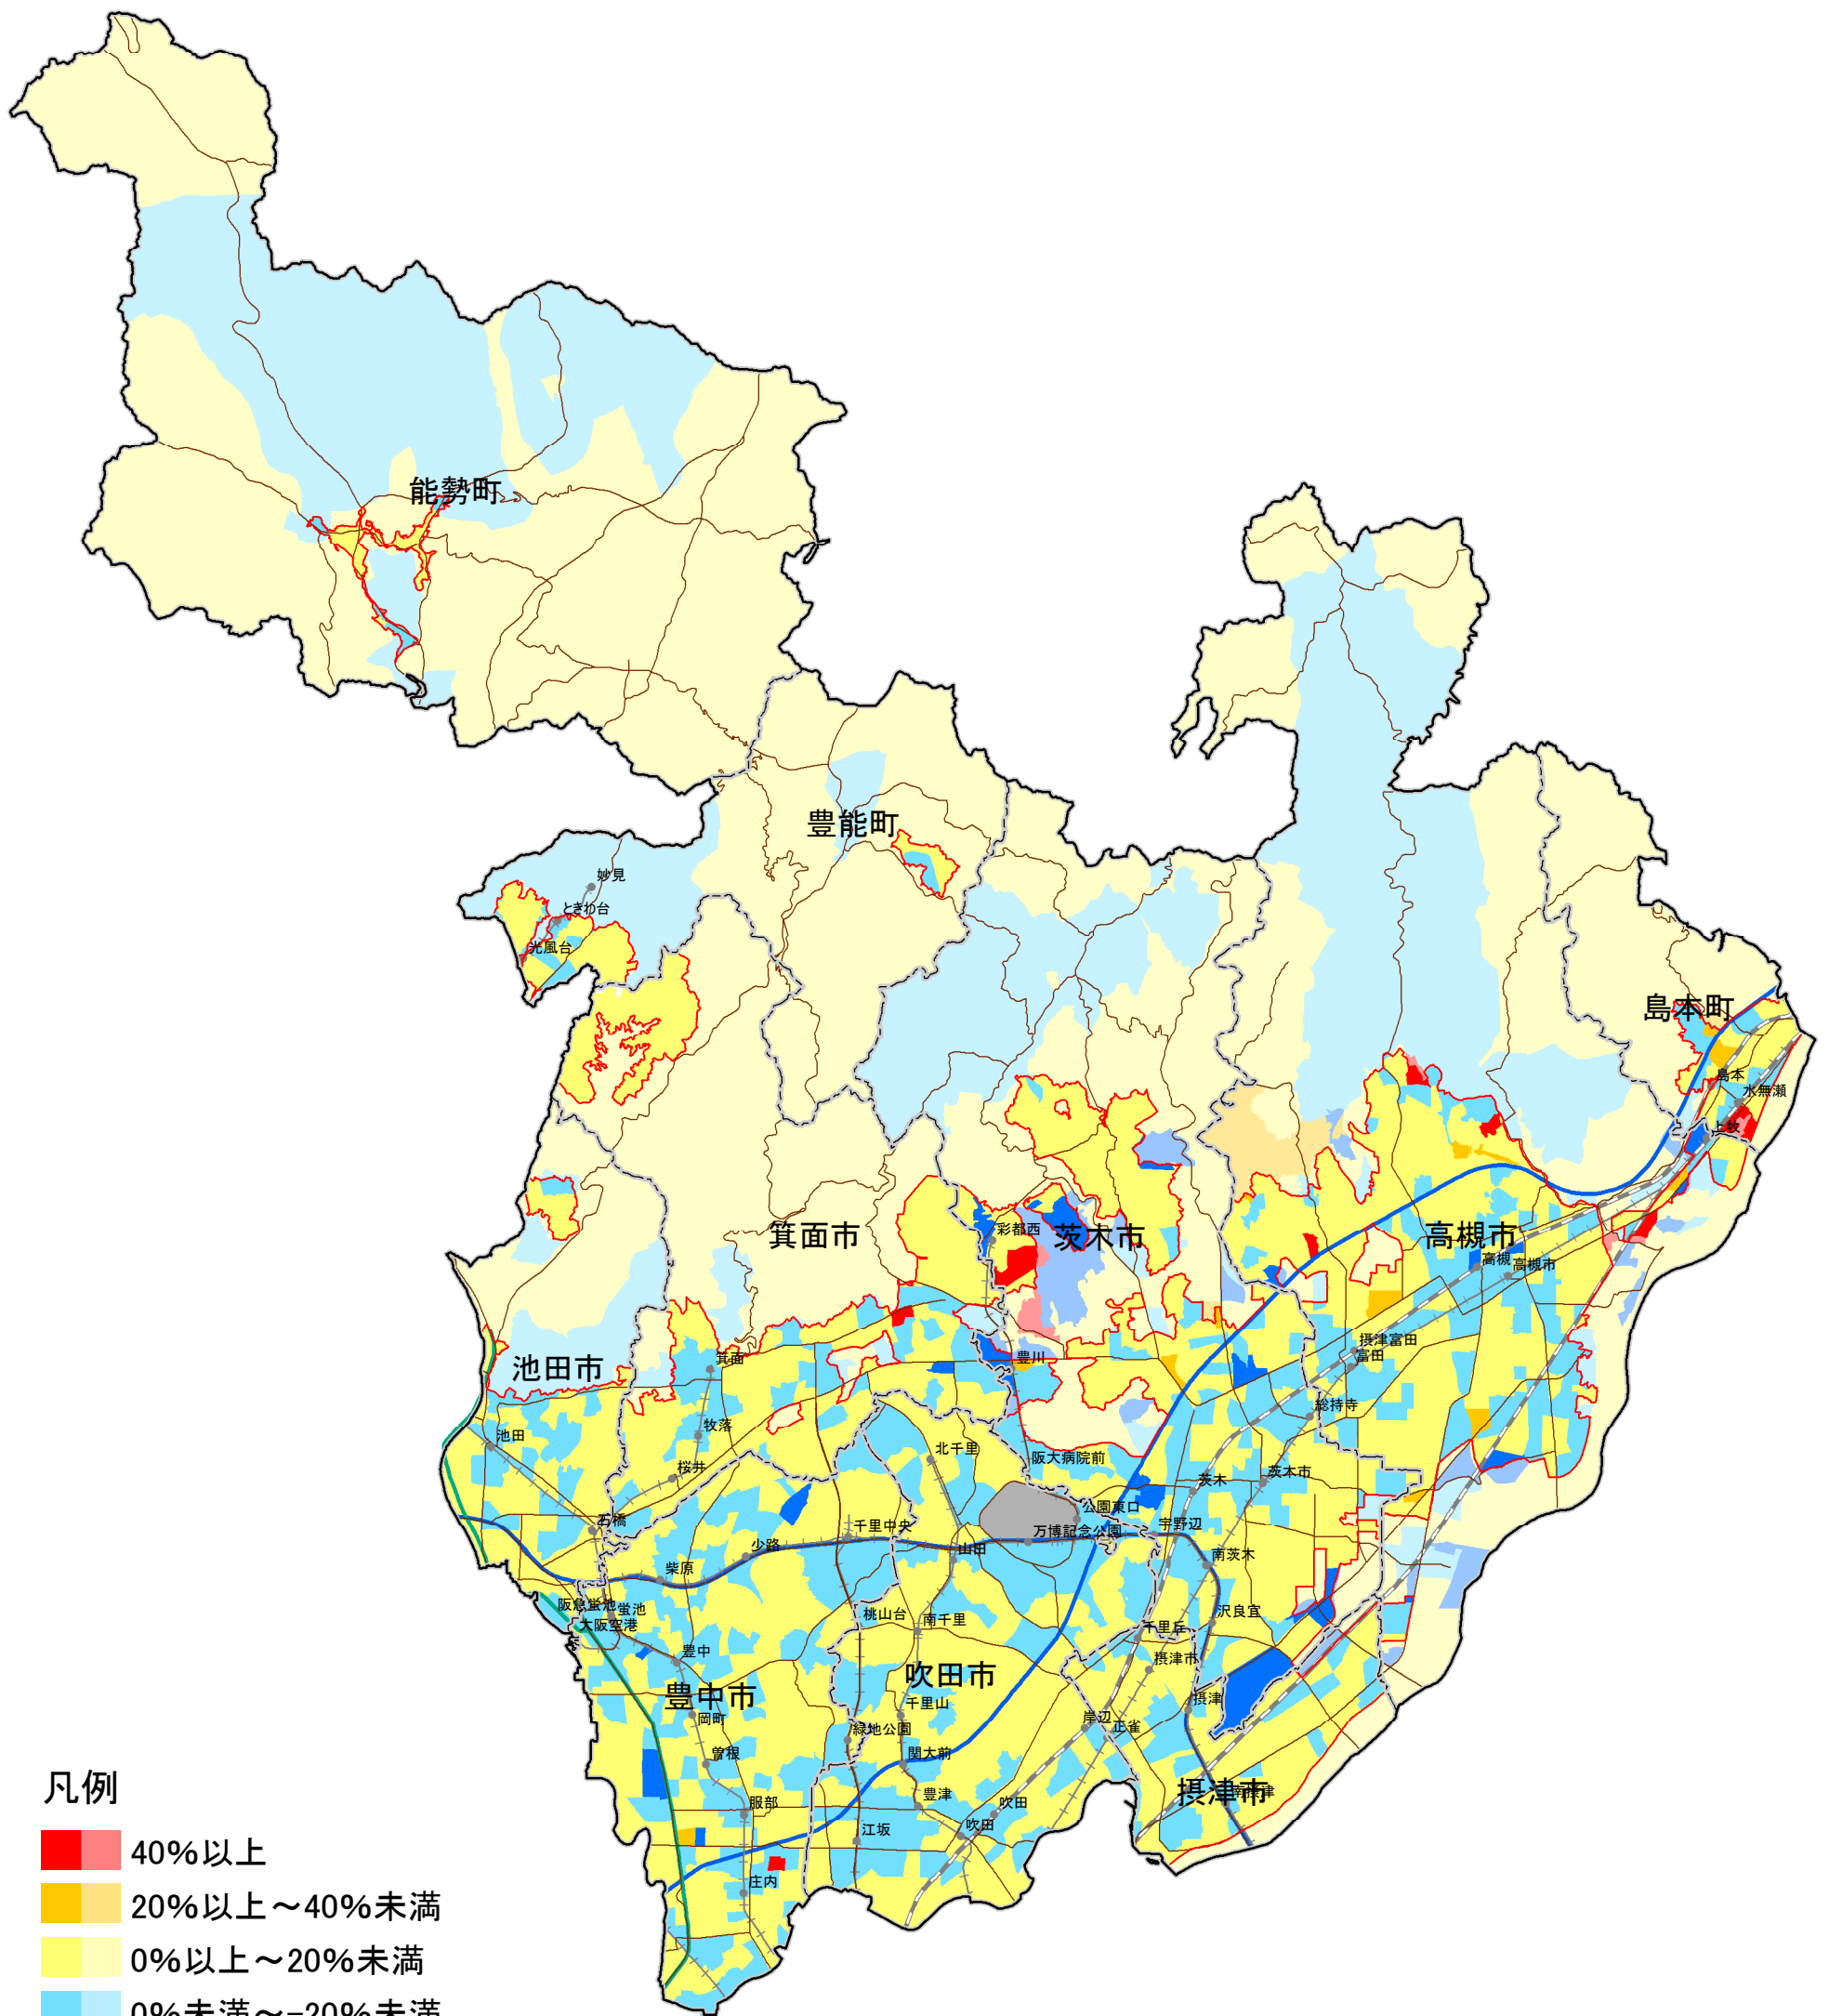 能勢町
豊能町
妙見
ときわ台
光風台
島本町
島本
水無瀬
上牧
箕面市
彩都西
茨木市
高槻市
高槻
高槻市
池田市
箕面
豊川
摂津富田
富田
総持寺
牧落
池田
北千里
阪大病院前
桜井
茨木
茨木市
公園東口
石橋
千里中央
万博記念公園
宇野辺
少路
山田
南茨木
柴原
阪急蛍池
蛍池
大阪空港
桃山台
南千里
沢良宜
千里丘
豊中
摂津市
吹田市
豊中市
千里山
摂津
岡町
緑地公園
岸辺
正雀
曽根
関大前
摂津市
南摂津
豊津
服部
吹田
吹田
江坂
庄内
凡例
40%以上
20%以上～40%未満
0%以上～20%未満
0%未満～-20%未満